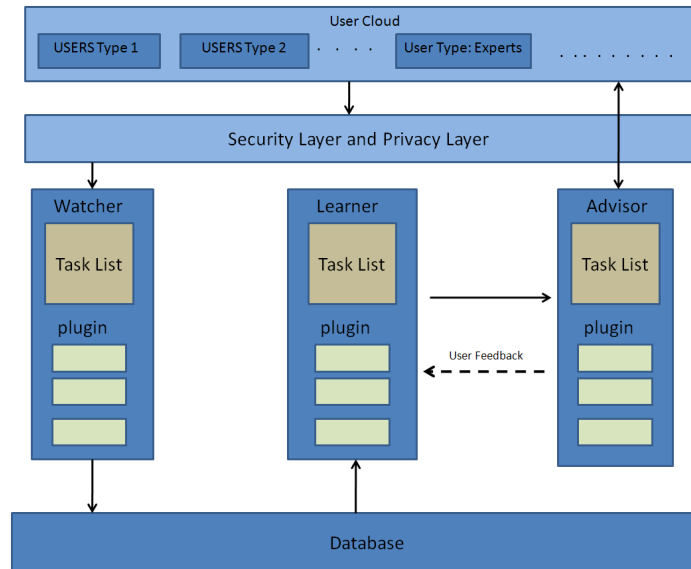 User Cloud
USERS Type 1
USERS Type 2
. . . .
User Type: Experts
. . . . . . . . .
Security Layer and Privacy Layer
Watcher
Learner
Advisor
Task List
Task List
Task List
plugin
plugin
plugin
User Feedback
Database